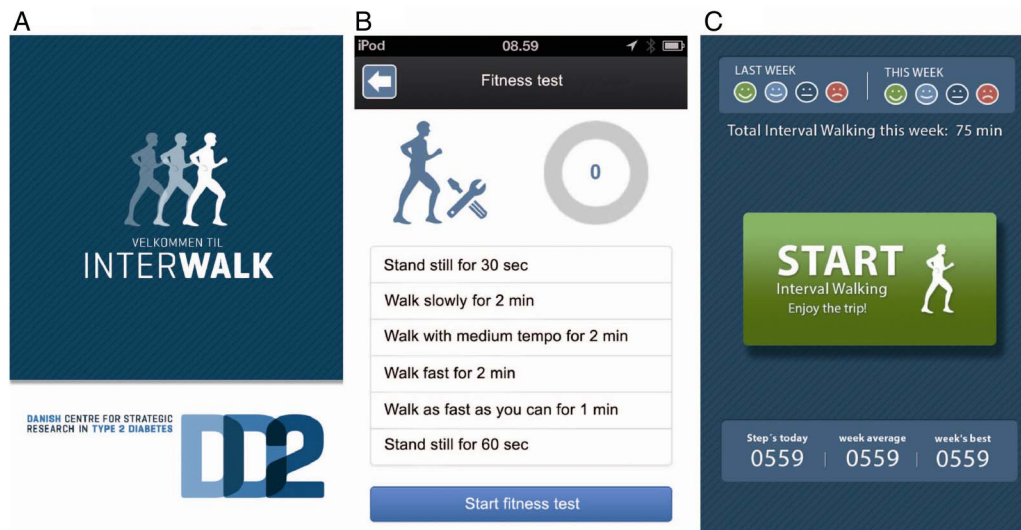 A
VELKOMMEN TIL
INTERWALK
DANISH CENTRE FOR STRATEGIC
RESEARCH IN TYPE 2 DIABETES
DD2
B
iPod 08.59
Fitness test
0
Stand still for 30 sec
Walk slowly for 2 min
Walk with medium tempo for 2 min
Walk fast for 2 min
Walk as fast as you can for 1 min
Stand still for 60 sec
Start fitness test
C
LAST WEEK THIS WEEK
Total Interval Walking this week: 75 min
START
Interval Walking
Enjoy the trip!
Step´s today week average week's best
0559 0559 0559